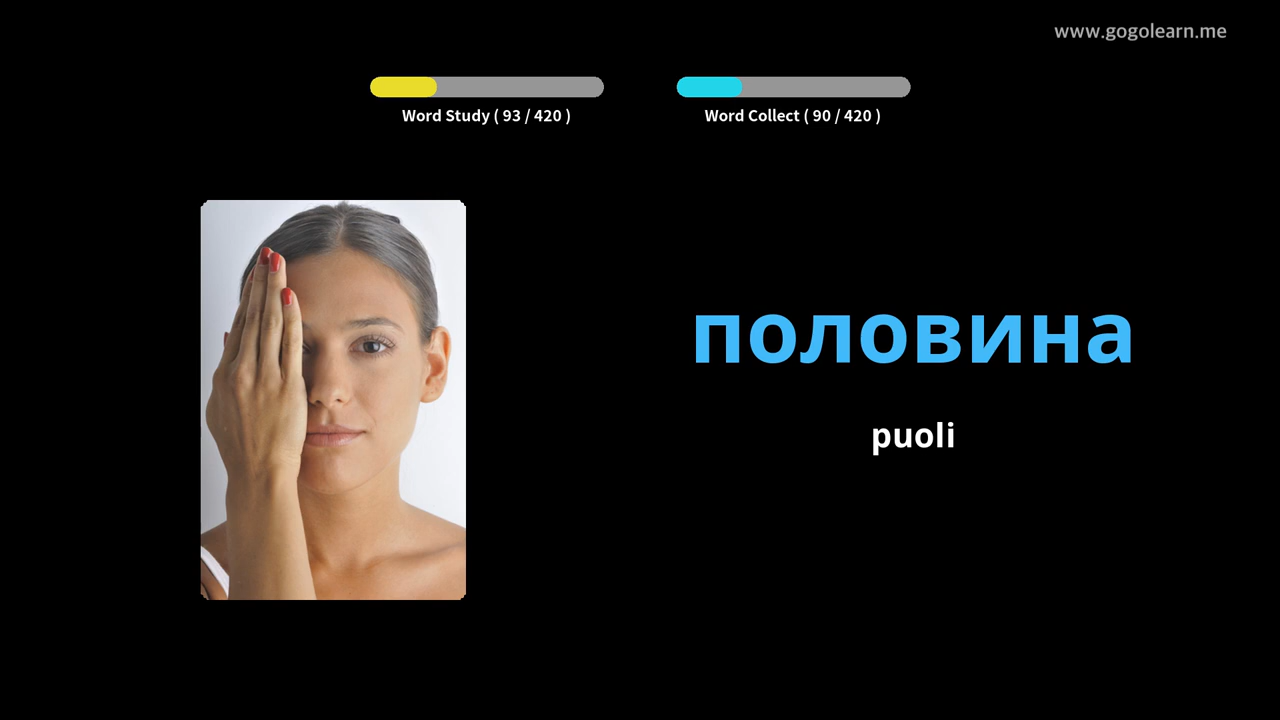 www.gogolearn.me
Word Study ( 93 / 420 )
Word Collect ( 90 / 420 )
половина
puoli